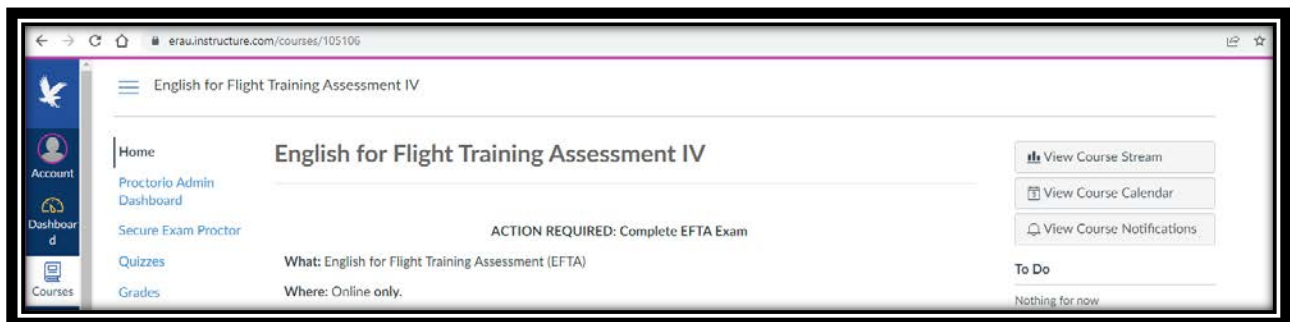 erau.instructure.com/courses/105106
English for Flight Training Assessment IV
Account
Dashboar
d
Courses
Home
Proctorio Admin
Dashboard
Secure Exam Proctor
Quizzes
Grades
English for Flight Training Assessment IV
ACTION REQUIRED: Complete EFTA Exam
What: English for Flight Training Assessment (EFTA)
Where: Online only.
View Course Stream
View Course Calendar
View Course Notifications
To Do
Nothing for now